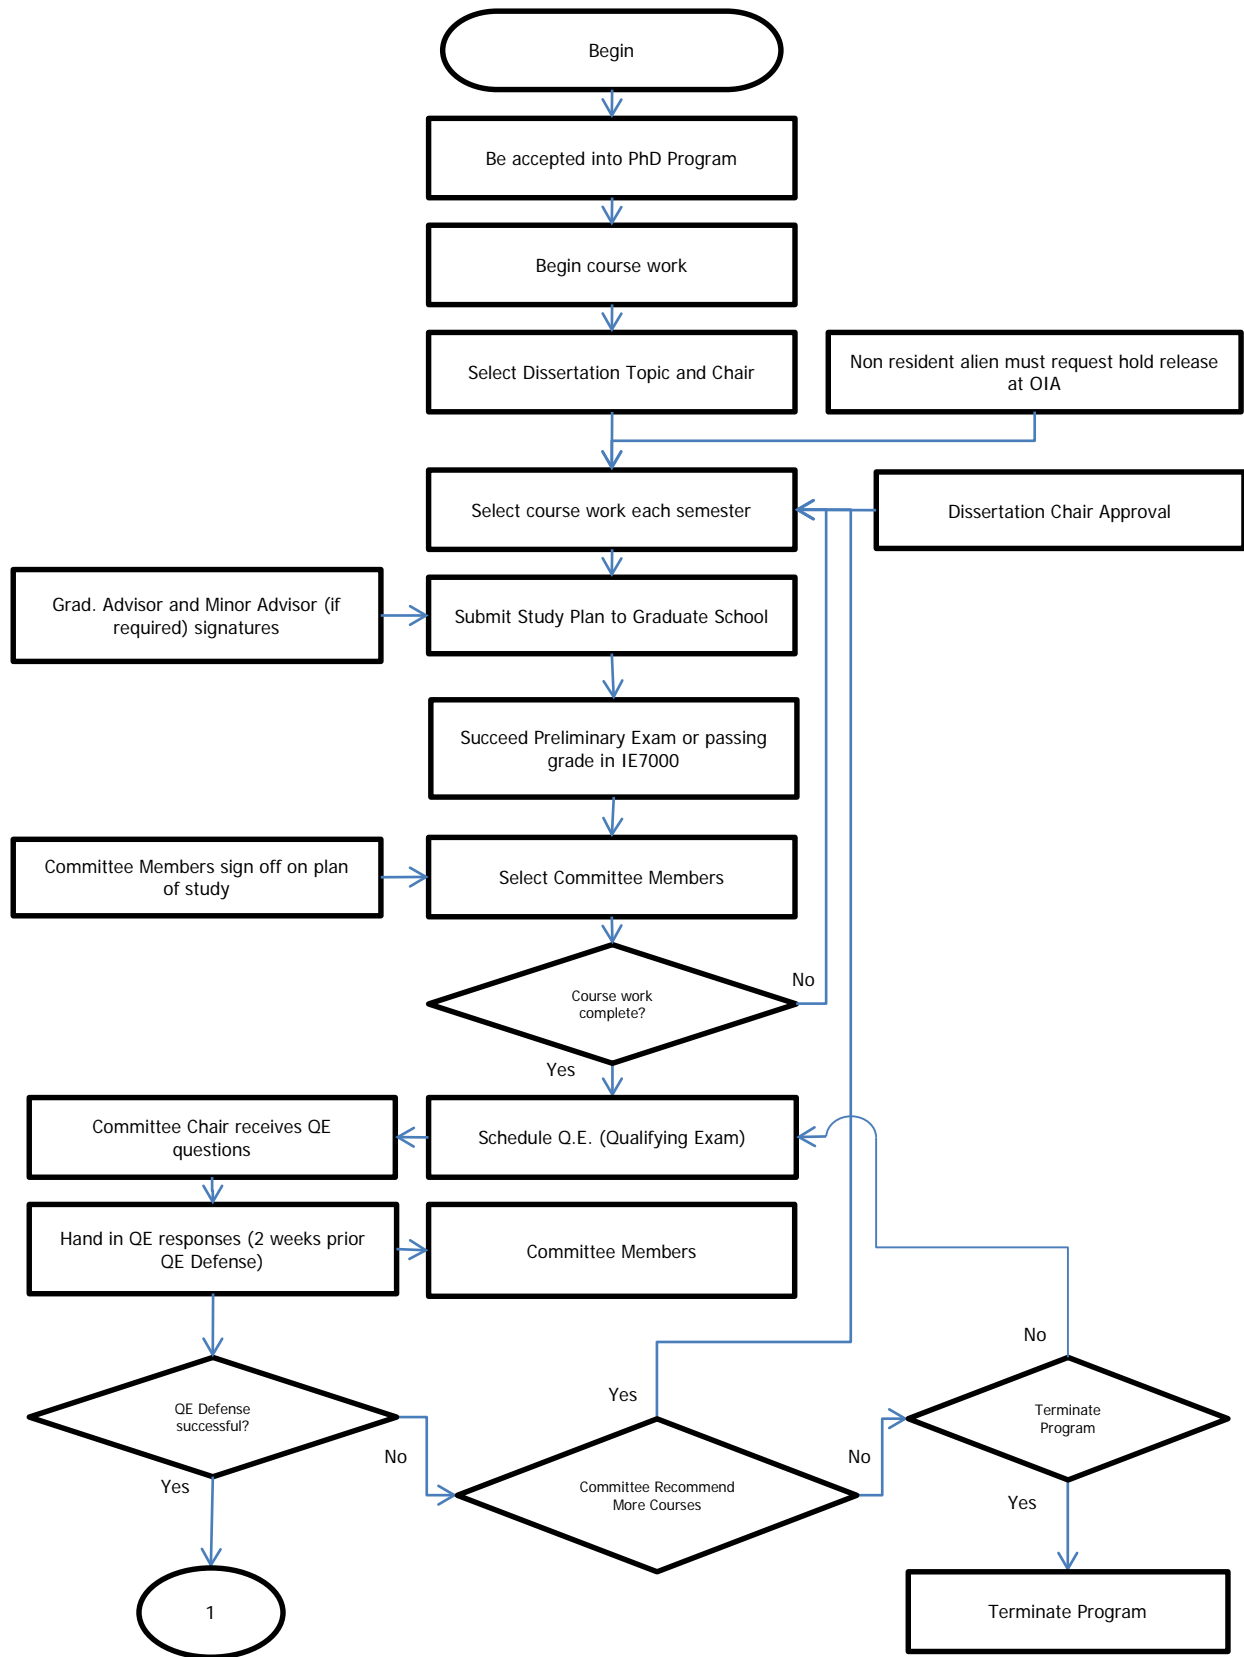 Begin
Be accepted into PhD Program
Begin course work
Select Dissertation Topic and Chair
Non resident alien must request hold release
at OIA
Select course work each semester
Dissertation Chair Approval
Grad. Advisor and Minor Advisor (if
required) signatures
Submit Study Plan to Graduate School
Succeed Preliminary Exam or passing
grade in IE7000
Committee Members sign off on plan
of study
Select Committee Members
No
Course work
complete?
Yes
Committee Chair receives QE
questions
Schedule Q.E. (Qualifying Exam)
Hand in QE responses (2 weeks prior
QE Defense)
Committee Members
No
QE Defense
successful?
Yes
Terminate
Program
No
No
Yes
Committee Recommend
More Courses
Yes
1
Terminate Program